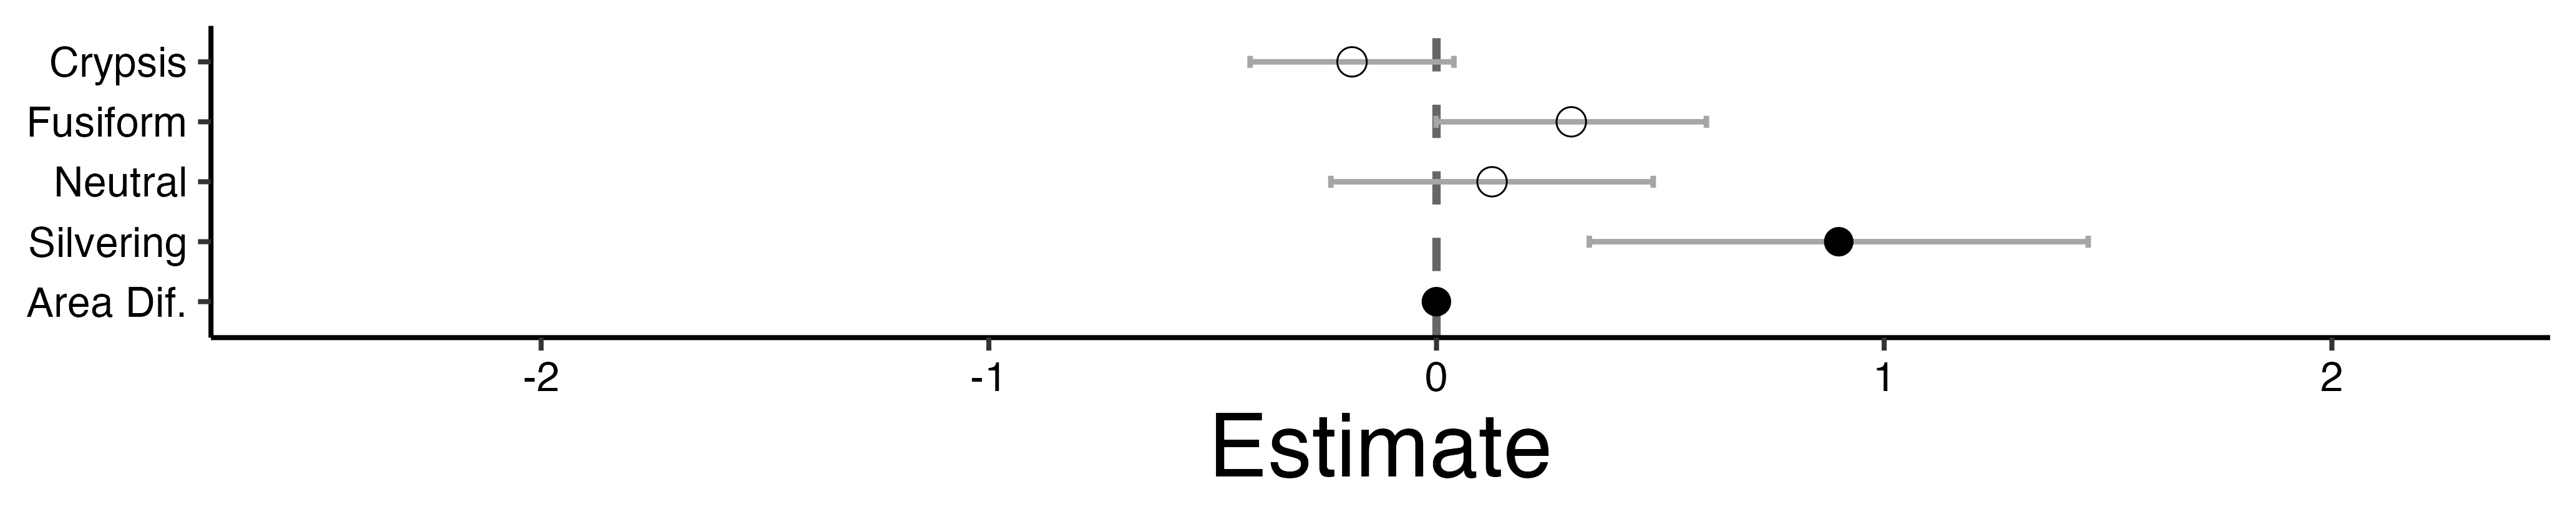 Crypsis
Fusiform
Neutral
Silvering
Area Dif.
-2 -1 0 1 2
Estimate